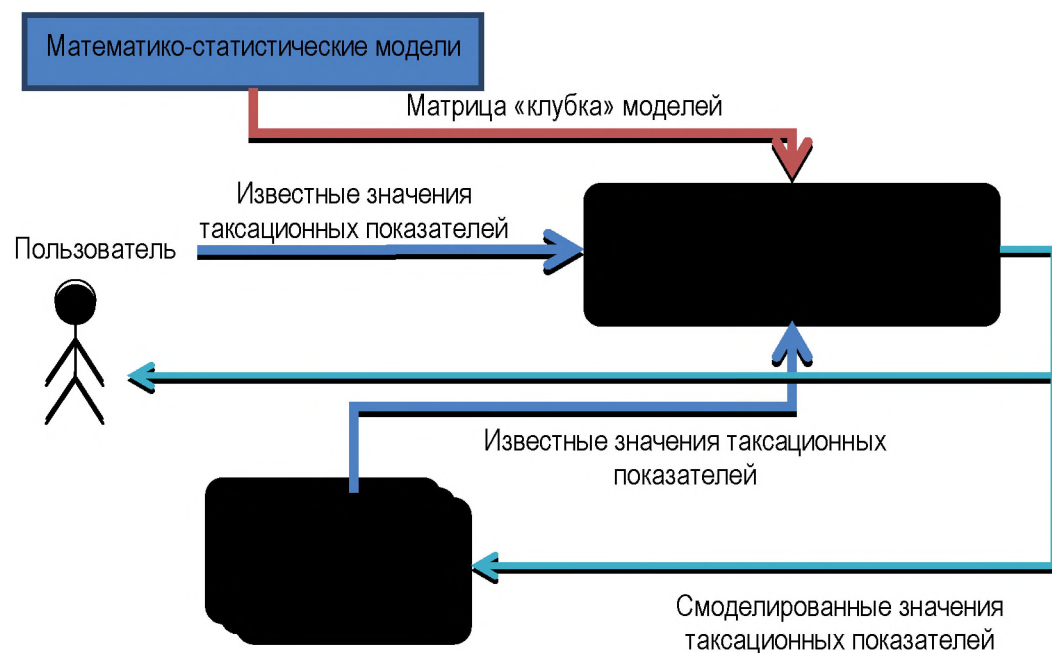 Математико-статистические модели
Матрица «клубка» моделей
Известные значения
таксационных показателей
Пользователь
Известные значения таксационных
показателей
Смоделированные значения
таксационных показателей